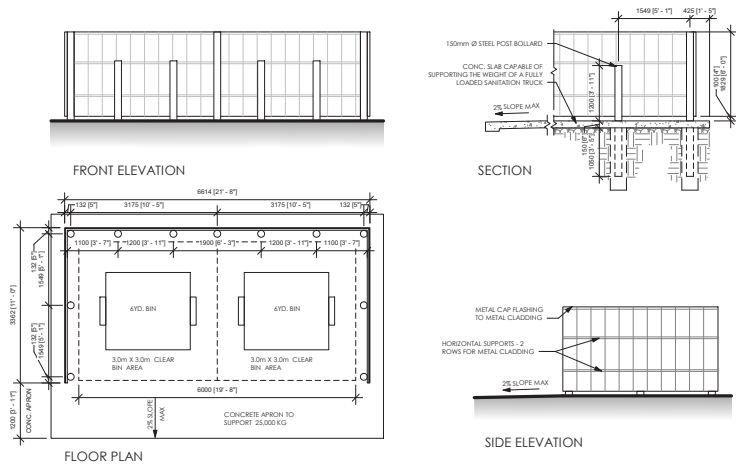 FRONT ELEVATION
1549 [5' - 1"]
425 [1' - 5"]
150mm Ø STEEL POST BOLLARD
CONC. SLAB CAPABLE OF
SUPPORTING THE WEIGHT OF A FULLY
LOADED SANITATION TRUCK
2% SLOPE MAX
1200 [3' - 11"]
150 [6"]
1050 [3' - 5"]
100 [4"]
1829 [6' - 0"]
SECTION
6614 [21' - 8"]
132 [5"]
3175 [10' - 5"]
3175 [10' - 5"]
132 [5"]
1100 [3' - 7"]
1200 [3' - 11"]
1900 [6' - 3"]
1200 [3' - 11"]
1100 [3' - 7"]
3362 [11' - 0"]
132 [5"]
1549 [5' - 1"]
132 [5"]
1549 [5' - 1"]
6YD. BIN
6YD. BIN
3.0m X 3.0m CLEAR
BIN AREA
3.0m X 3.0m CLEAR
BIN AREA
6000 [19' - 8"]
1200 [3' - 11"]
CONC. APRON
2% SLOPE
MAX
CONCRETE APRON TO
SUPPORT 25,000 KG
FLOOR PLAN
METAL CAP FLASHING
TO METAL CLADDING
HORIZONTAL SUPPORTS - 2
ROWS FOR METAL CLADDING
2% SLOPE MAX
SIDE ELEVATION